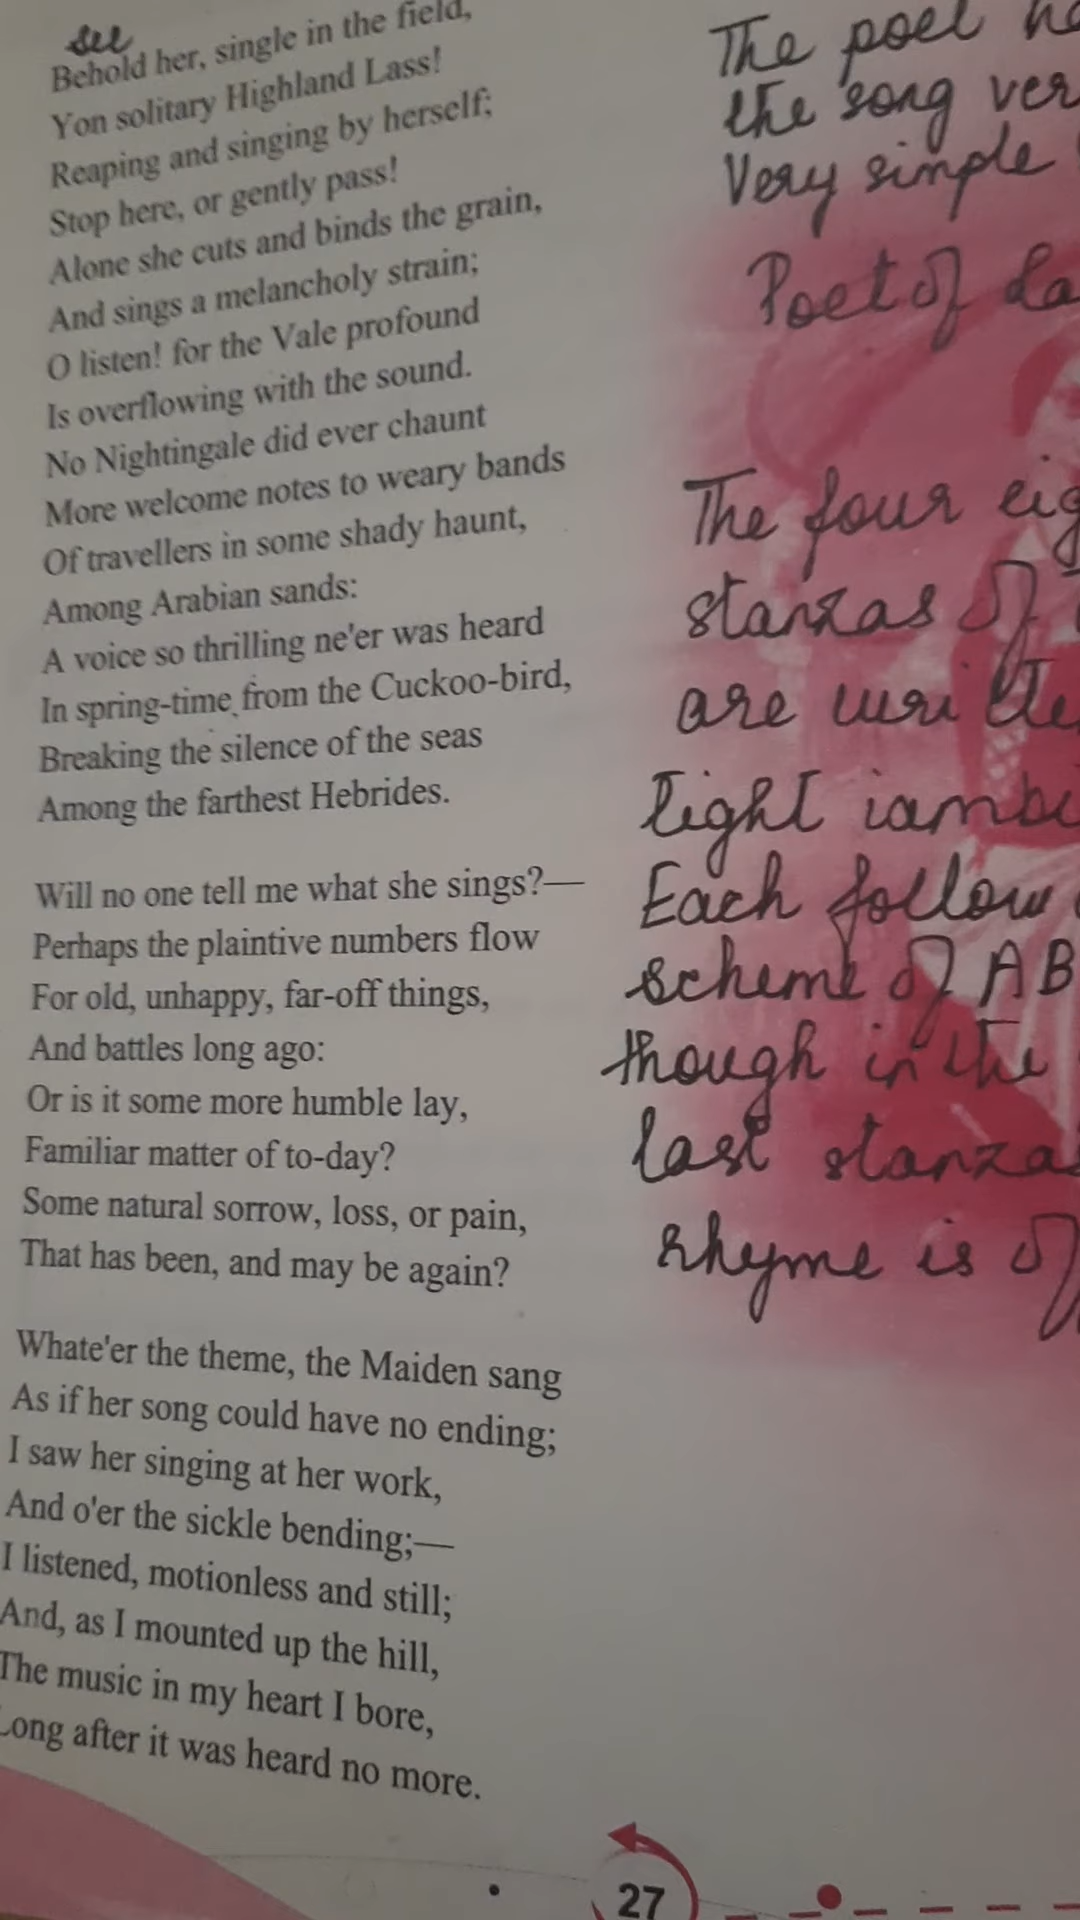 see
Behold her, single in the field,
Yon solitary Highland Lass!
Reaping and singing by herself;
Stop here, or gently pass!
Alone she cuts and binds the grain,
And sings a melancholy strain;
O listen! for the Vale profound
Is overflowing with the sound.
No Nightingale did ever chaunt
More welcome notes to weary bands
Of travellers in some shady haunt,
Among Arabian sands:
A voice so thrilling ne'er was heard
In spring-time from the Cuckoo-bird,
Breaking the silence of the seas
Among the farthest Hebrides.
Will no one tell me what she sings?—
Perhaps the plaintive numbers flow
For old, unhappy, far-off things,
And battles long ago:
Or is it some more humble lay,
Familiar matter of to-day?
Some natural sorrow, loss, or pain,
That has been, and may be again?
Whate'er the theme, the Maiden sang
As if her song could have no ending;
I saw her singing at her work,
And o'er the sickle bending;—
I listened, motionless and still;
And, as I mounted up the hill,
The music in my heart I bore,
Long after it was heard no more.
The poet
the song
Very simple
Poet of
The four
stanzas of
are
Eight
Each follow
scheme of AB
though in the
last
rhyme is of
27